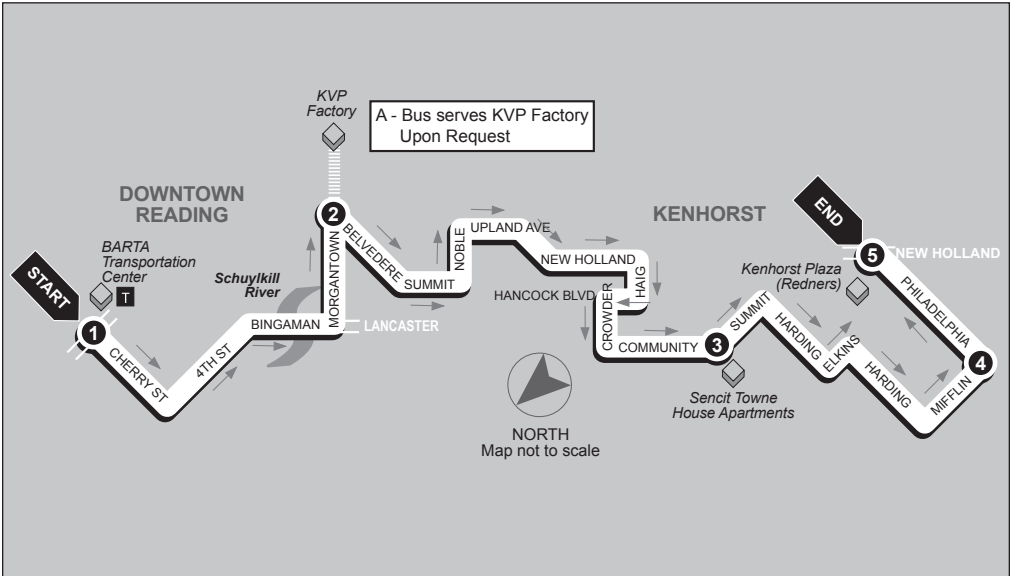 KVP
Factory
A - Bus serves KVP Factory
Upon Request
DOWNTOWN
READING
KENHORST
BARTA
Transportation
Center
T
START
1
CHERRY ST
4TH ST
Schuylkill
River
BINGAMAN
LANCASTER
MORGANTOWN
2
BELVEDERE
SUMMIT
NOBLE
UPLAND AVE
NEW HOLLAND
HAIG
HANCOCK BLVD
CROWDER
COMMUNITY
3
Sencit Towne
House Apartments
SUMMIT
HARDING
ELKINS
HARDING
MIFFLIN
4
PHILADELPHIA
Kenhorst Plaza
(Redners)
5
NEW HOLLAND
END
NORTH
Map not to scale